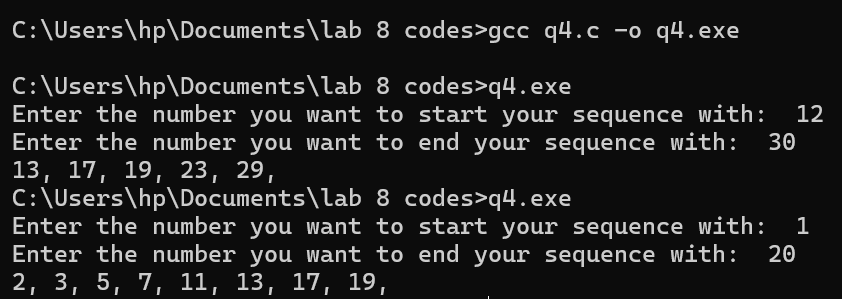 C:\Users\hp\Documents\lab 8 codes>gcc q4.c -o q4.exe
C:\Users\hp\Documents\lab 8 codes>q4.exe
Enter the number you want to start your sequence with:  12
Enter the number you want to end your sequence with:  30
13, 17, 19, 23, 29,
C:\Users\hp\Documents\lab 8 codes>q4.exe
Enter the number you want to start your sequence with:  1
Enter the number you want to end your sequence with:  20
2, 3, 5, 7, 11, 13, 17, 19,